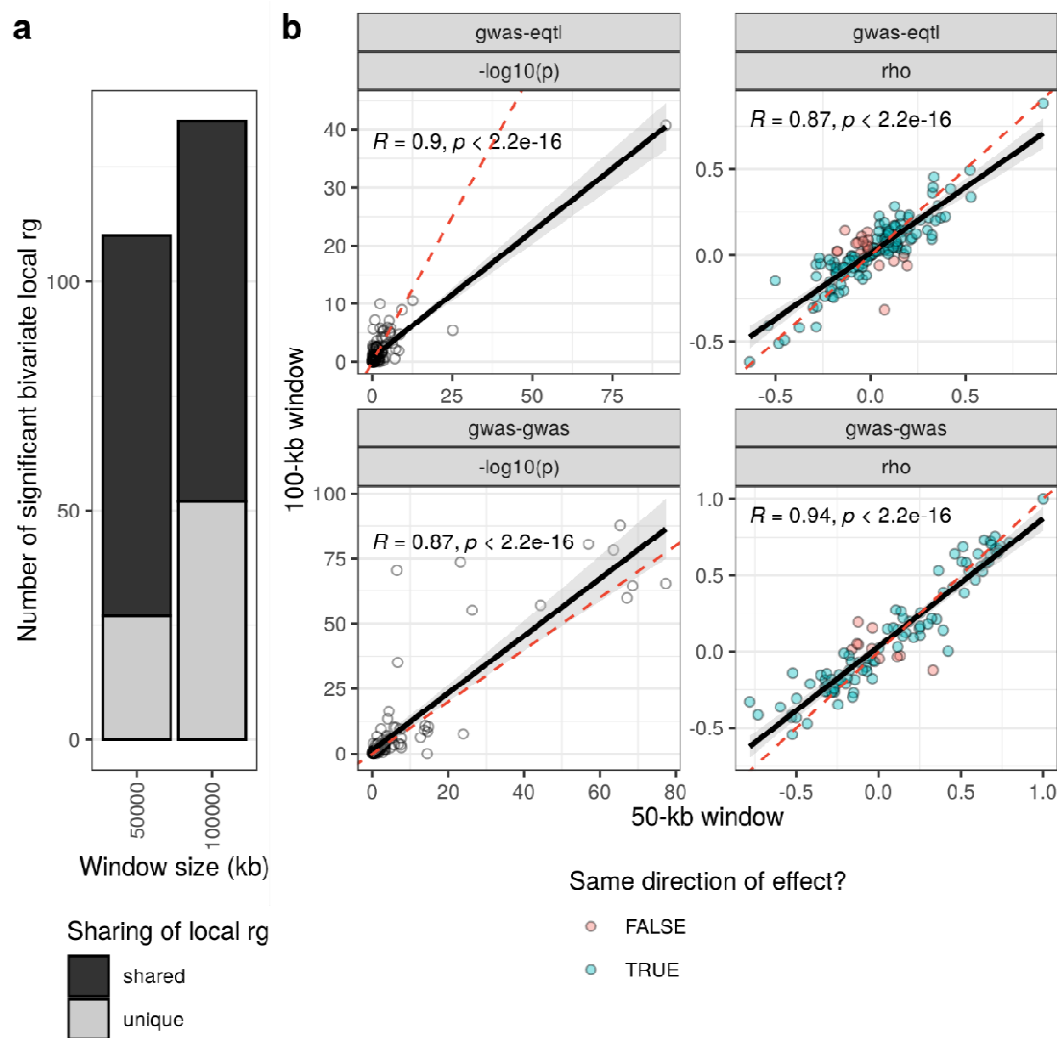 a
Number of significant bivariate local rg
100
50
0
50000
100000
Window size (kb)
Sharing of local rg
shared
unique
b
100-kb window
gwas-eqtl
-log10(p)
R = 0.9, p < 2.2e-16
40
30
20
10
0
0 25 50 75
gwas-eqtl
rho
R = 0.87, p < 2.2e-16
0.5
0.0
-0.5
-0.5 0.0 0.5
gwas-gwas
-log10(p)
R = 0.87, p < 2.2e-16
100
75
50
25
0
0 20 40 60 80
gwas-gwas
rho
R = 0.94, p < 2.2e-16
1.0
0.5
0.0
-0.5
-0.5 0.0 0.5 1.0
50-kb window
Same direction of effect?
FALSE
TRUE